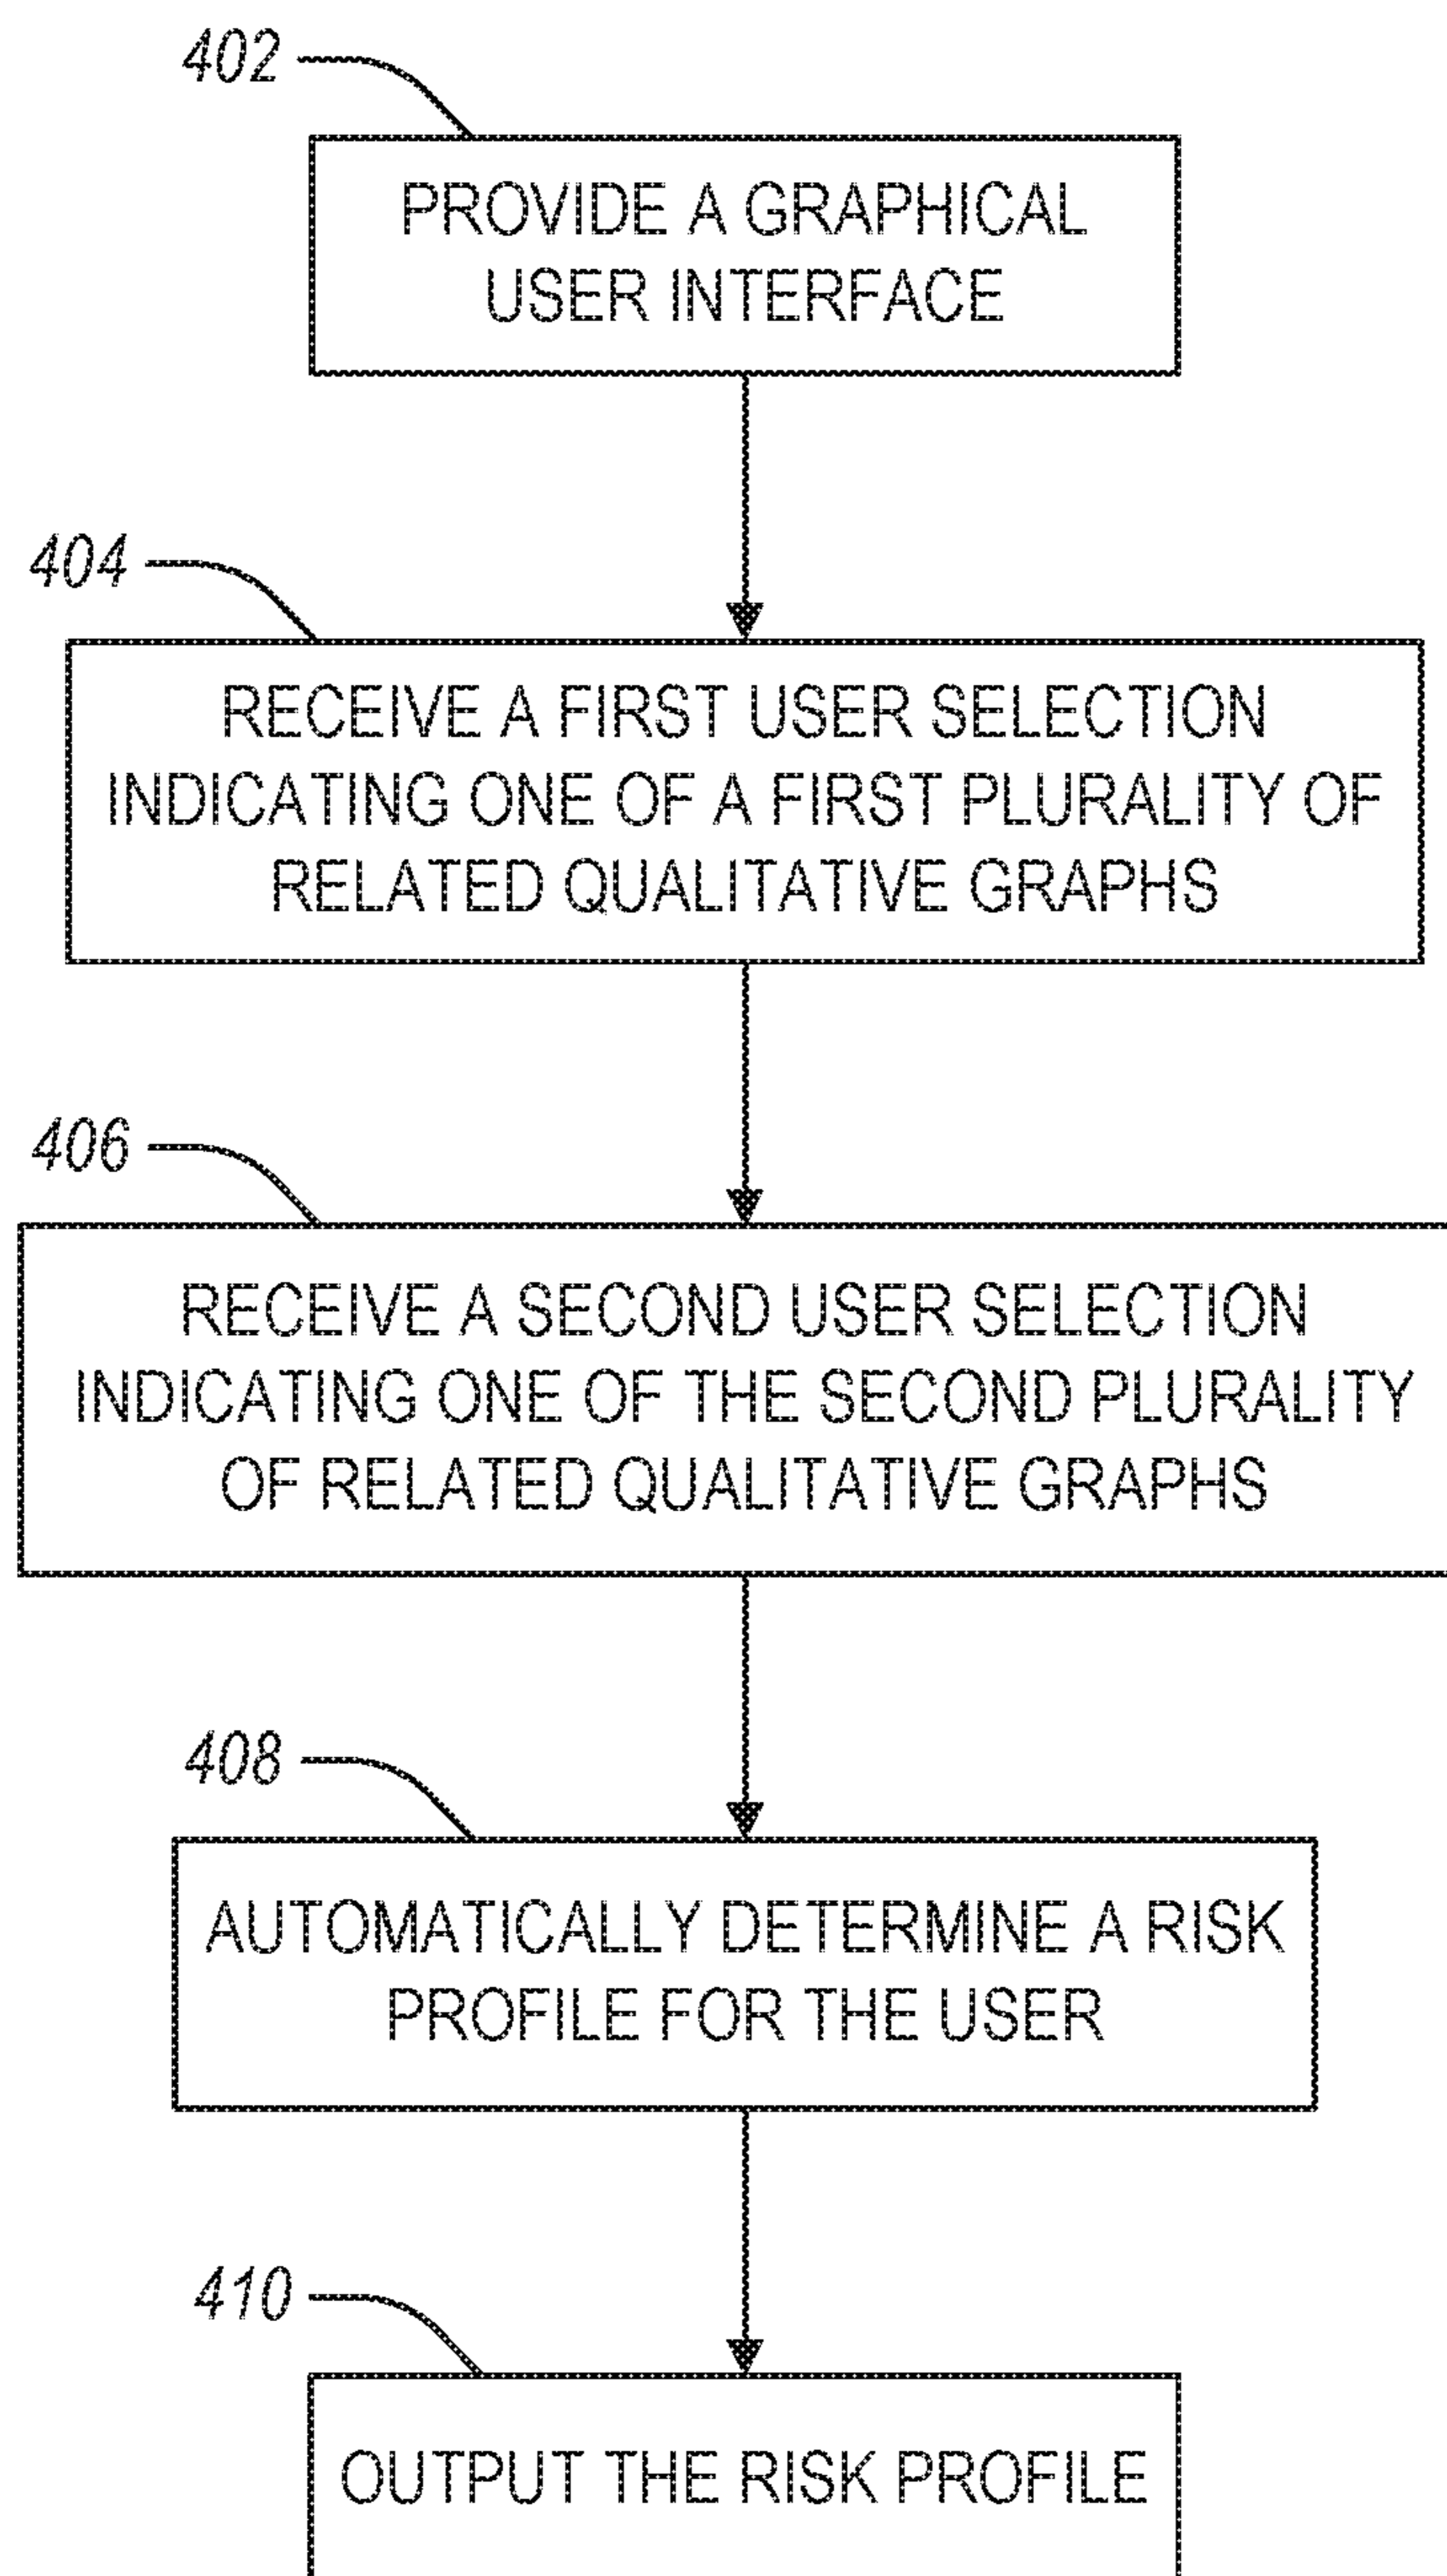 402
PROVIDE A GRAPHICAL
USER INTERFACE
404
RECEIVE A FIRST USER SELECTION
INDICATING ONE OF A FIRST PLURALITY OF
RELATED QUALITATIVE GRAPHS
406
RECEIVE A SECOND USER SELECTION
INDICATING ONE OF THE SECOND PLURALITY
OF RELATED QUALITATIVE GRAPHS
408
AUTOMATICALLY DETERMINE A RISK
PROFILE FOR THE USER
410
OUTPUT THE RISK PROFILE